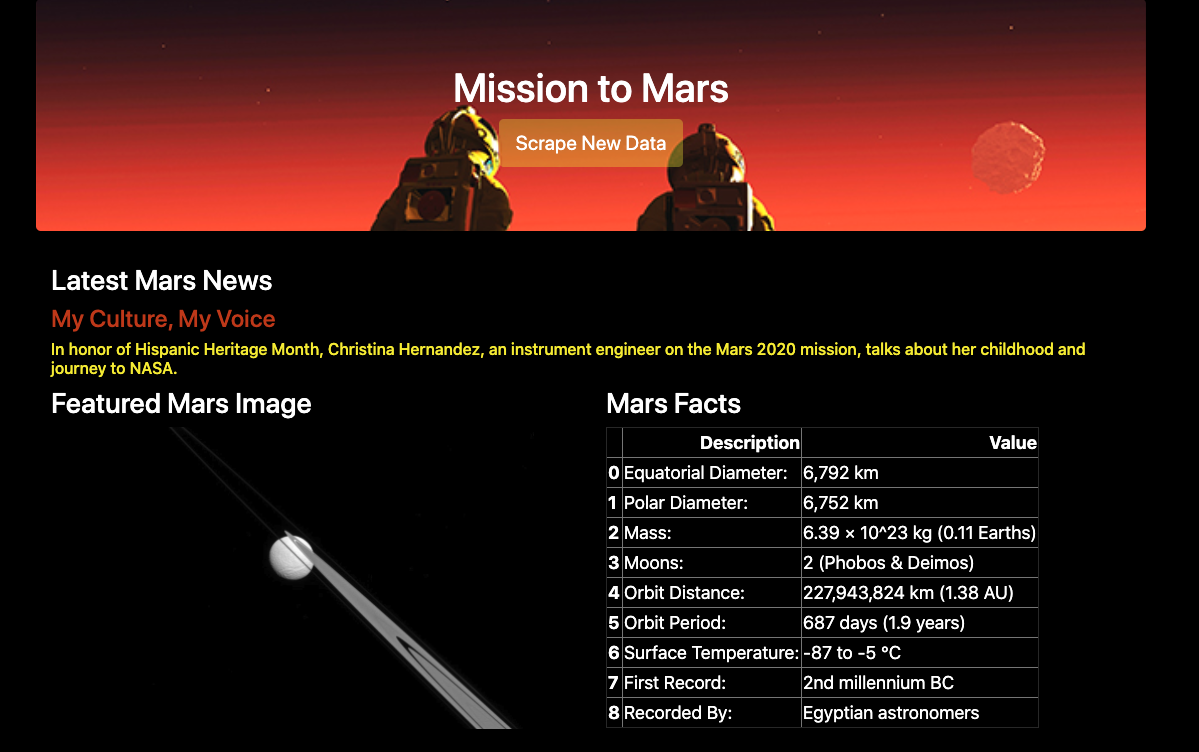 Mission to Mars
Scrape New Data
Latest Mars News
My Culture, My Voice
In honor of Hispanic Heritage Month, Christina Hernandez, an instrument engineer on the Mars 2020 mission, talks about her childhood and
journey to NASA.
Featured Mars Image
Mars Facts
Description Value
0 Equatorial Diameter: 6,792 km
1 Polar Diameter: 6,752 km
2 Mass: 6.39 × 10^23 kg (0.11 Earths)
3 Moons: 2 (Phobos & Deimos)
4 Orbit Distance: 227,943,824 km (1.38 AU)
5 Orbit Period: 687 days (1.9 years)
6 Surface Temperature: -87 to -5 °C
7 First Record: 2nd millennium BC
8 Recorded By: Egyptian astronomers